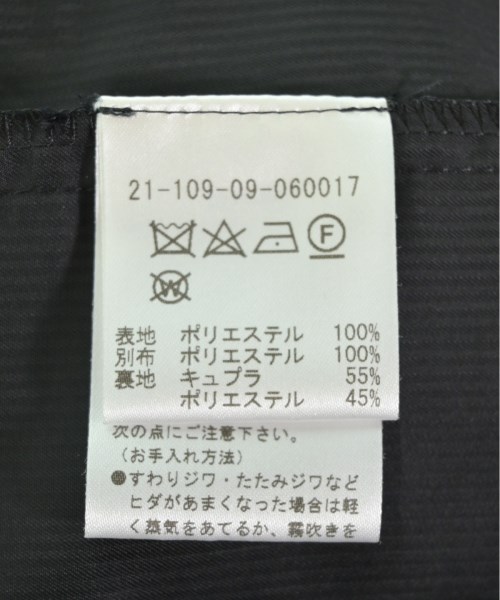 21-109-09-060017
F
W
表地 ポリエステル 100%
別布 ポリエステル 100%
裏地 キュプラ 55%
ポリエステル 45%
次の点にご注意下さい。
（お手入れ方法）
●すわりジワ・たたみジワなど
ヒダがあまくなった場合は軽
く蒸気をあてるか、霧吹きを